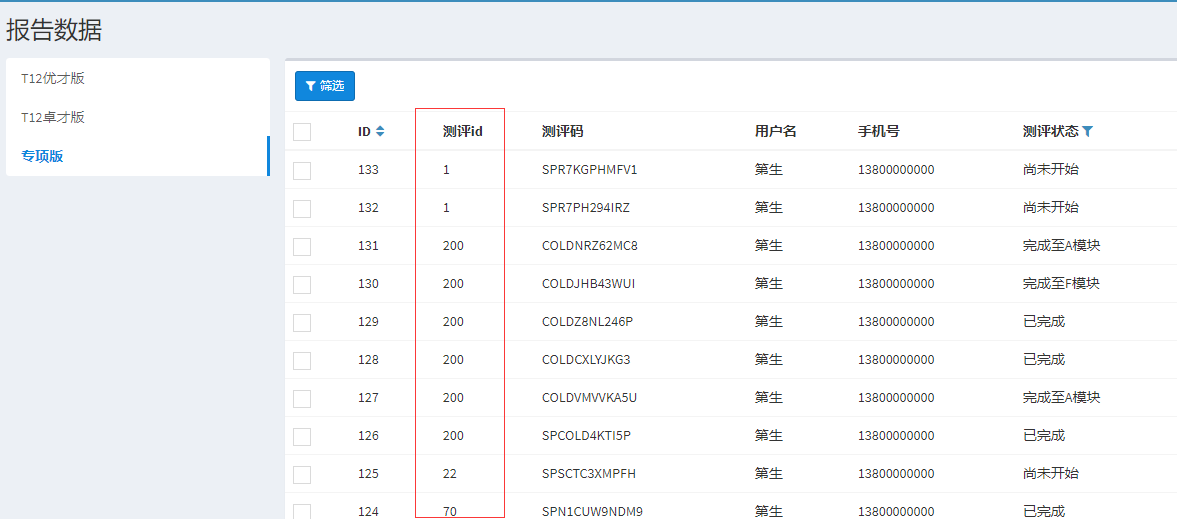 报告数据
T12优才版
T12卓才版
专项版
筛选
ID 测评id 测评码 用户名 手机号 测评状态
133 1 SPR7KGPHMFV1 第生 13800000000 尚未开始
132 1 SPR7PH294IRZ 第生 13800000000 尚未开始
131 200 COLDNRZ62MC8 第生 13800000000 完成至A模块
130 200 COLDJHB43WUI 第生 13800000000 完成至F模块
129 200 COLDZ8NL246P 第生 13800000000 已完成
128 200 COLDCXLYJKG3 第生 13800000000 已完成
127 200 COLDVMVVKA5U 第生 13800000000 完成至A模块
126 200 SPCOLD4KTI5P 第生 13800000000 已完成
125 22 SPSCTC3XMPFH 第生 13800000000 尚未开始
124 70 SPN1CUW9NDM9 第生 13800000000 已完成